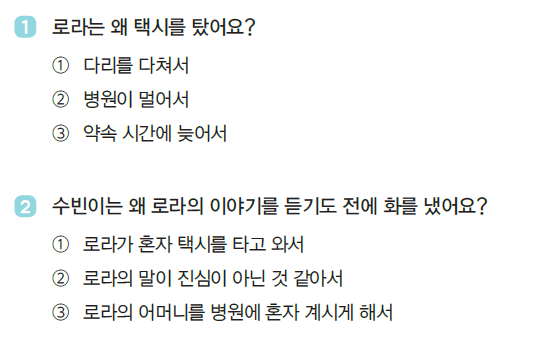 1 로라는 왜 택시를 탔어요?
① 다리를 다쳐서
② 병원이 멀어서
③ 약속 시간에 늦어서
2 수빈이는 왜 로라의 이야기를 듣기도 전에 화를 냈어요?
① 로라가 혼자 택시를 타고 와서
② 로라의 말이 진심이 아닌 것 같아서
③ 로라의 어머니를 병원에 혼자 계시게 해서